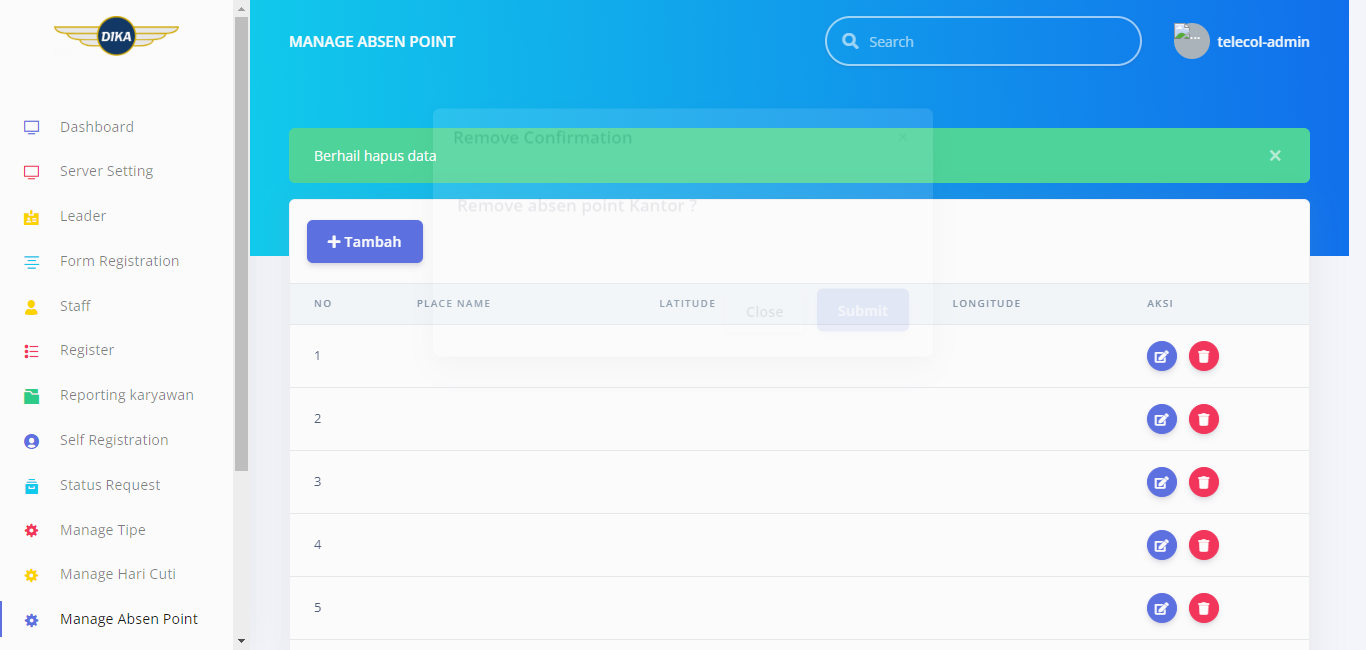 DIKA
MANAGE ABSEN POINT
Search
...
telecol-admin
Dashboard
Server Setting
Leader
Form Registration
Staff
Register
Reporting karyawan
Self Registration
Status Request
Manage Tipe
Manage Hari Cuti
Manage Absen Point
Remove Confirmation
×
Berhail hapus data
×
Remove absen point Kantor ?
Tambah
Close
Submit
NO PLACE NAME LATITUDE LONGITUDE AKSI
1
2
3
4
5